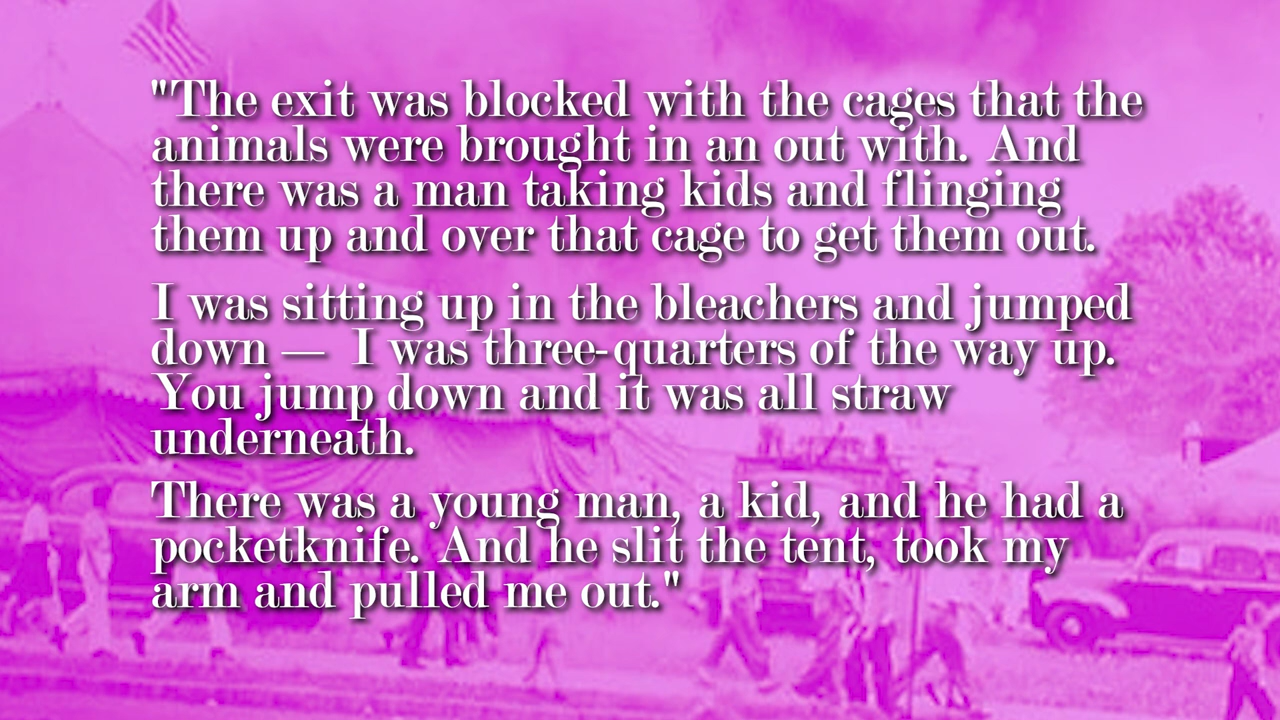 "The exit was blocked with the cages that the
animals were brought in an out with. And
there was a man taking kids and flinging
them up and over that cage to get them out.
I was sitting up in the bleachers and jumped
down — I was three-quarters of the way up.
You jump down and it was all straw
underneath.
There was a young man, a kid, and he had a
pocketknife. And he slit the tent, took my
arm and pulled me out."